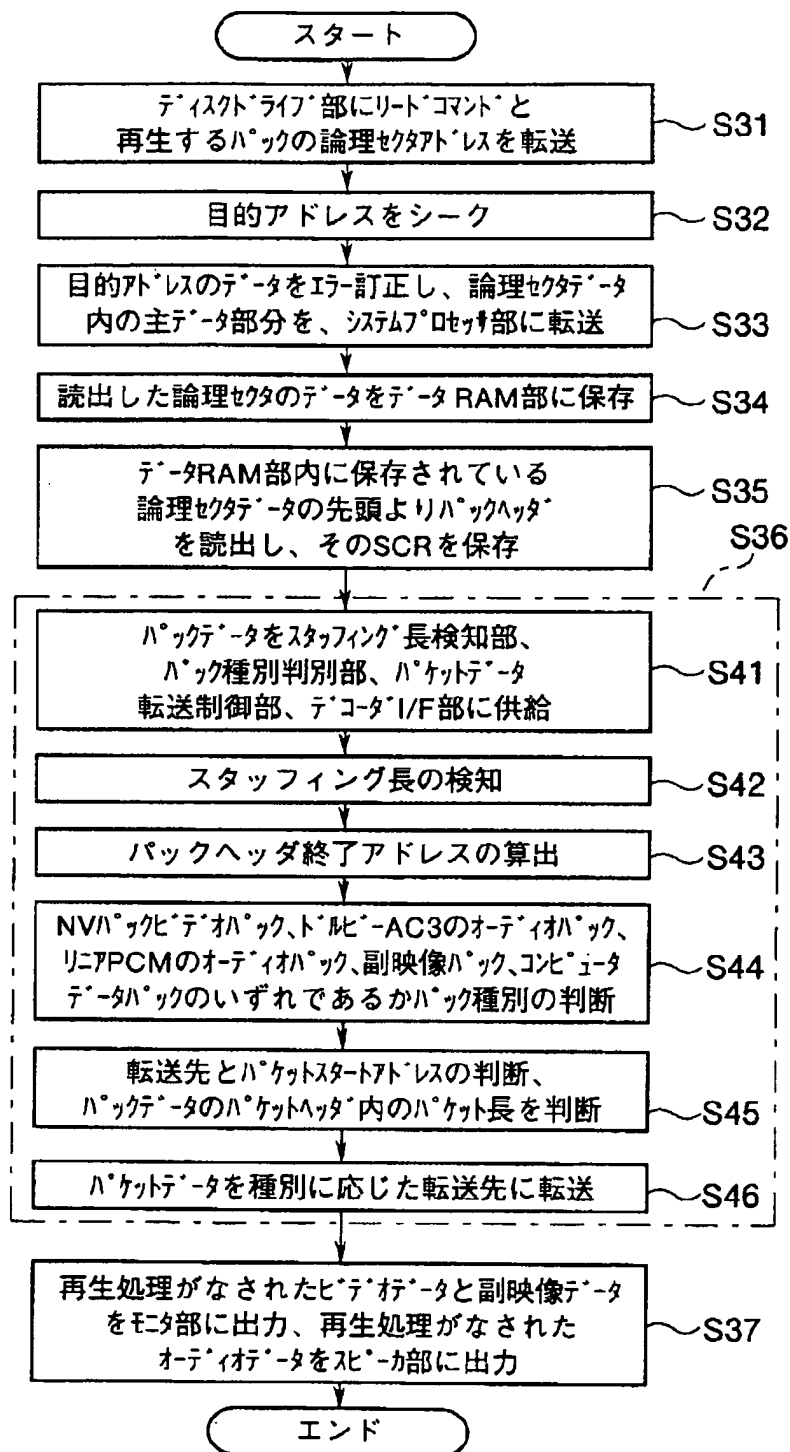 スタート
ディスクドライブ部にリードコマンドと
再生するパックの論理セクタアドレスを転送
S31
目的アドレスをシーク
S32
目的アドレスのデータをエラー訂正し、論理セクタデータ
内の主データ部分を、システムプロセッサ部に転送
S33
読出した論理セクタのデータをデータRAM部に保存
S34
データRAM部内に保存されている
論理セクタデータの先頭よりパックヘッダ
を読出し、そのSCRを保存
S35
S36
パックデータをスタッフィング長検知部、
パック種別判別部、パケットデータ
転送制御部、デコーダI/F部に供給
S41
スタッフィング長の検知
S42
パックヘッダ終了アドレスの算出
S43
NVパックビデオパック、ドルビーAC3のオーディオパック、
リニアPCMのオーディオパック、副映像パック、コンピュータ
データパックのいずれであるかパック種別の判断
S44
転送先とパケットスタートアドレスの判断、
パックデータのパケットヘッダ内のパケット長を判断
S45
パケットデータを種別に応じた転送先に転送
S46
再生処理がなされたビデオデータと副映像データ
をモニタ部に出力、再生処理がなされた
オーディオデータをスピーカ部に出力
S37
エンド